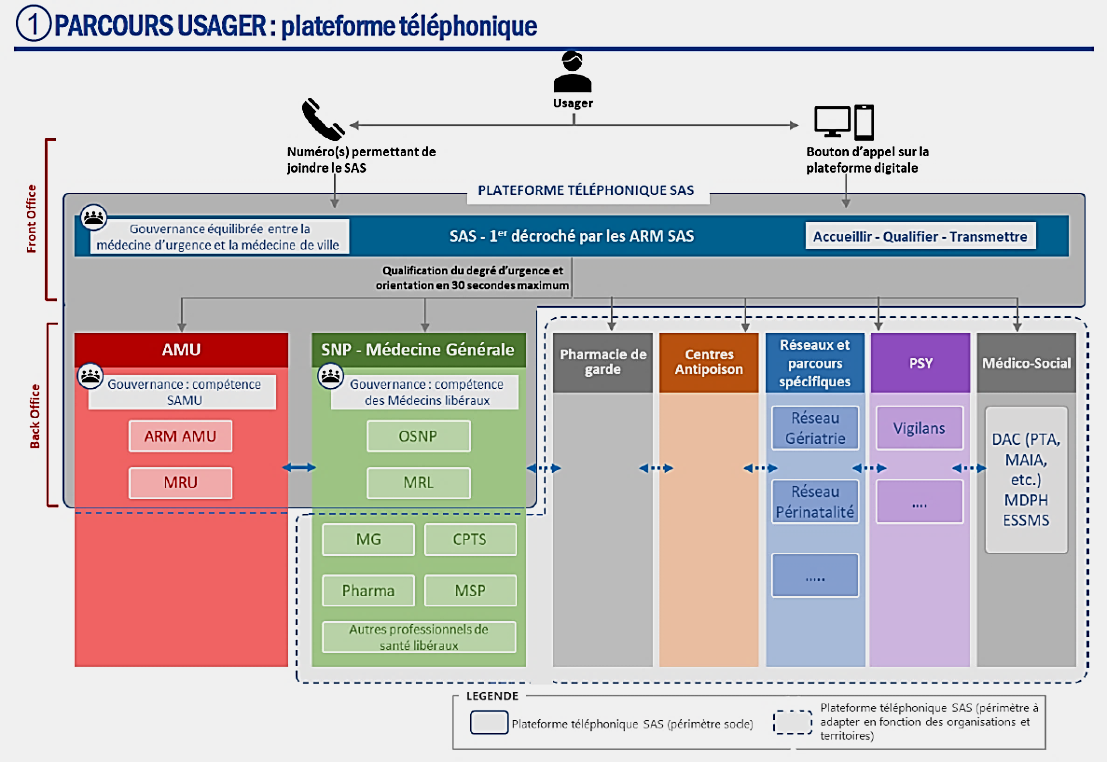 1 PARCOURS USAGER : plateforme téléphonique
Usager
Numéro(s) permettant de
joindre le SAS
Bouton d'appel sur la
plateforme digitale
Front Office
PLATEFORME TÉLÉPHONIQUE SAS
Gouvernance équilibrée entre la
médecine d'urgence et la médecine de ville
SAS - 1er décroché par les ARM SAS
Accueillir - Qualifier - Transmettre
Qualification du degré d'urgence et
orientation en 30 secondes maximum
Back Office
AMU
Gouvernance : compétence
SAMU
ARM AMU
MRU
SNP - Médecine Générale
Gouvernance : compétence
des Médecins libéraux
OSNP
MRL
MG
CPTS
Pharma
MSP
Autres professionnels de
santé libéraux
Pharmacie de
garde
Centres
Antipoison
Réseaux et
parcours
spécifiques
Réseau
Gériatrie
Réseau
Périnatalité
.....
PSY
Vigilans
....
Médico-Social
DAC (PTA,
MAIA,
etc.)
MDPH
ESSMS
LEGENDE
Plateforme téléphonique SAS (périmètre socle)
Plateforme téléphonique SAS (périmètre à
adapter en fonction des organisations et
territoires)